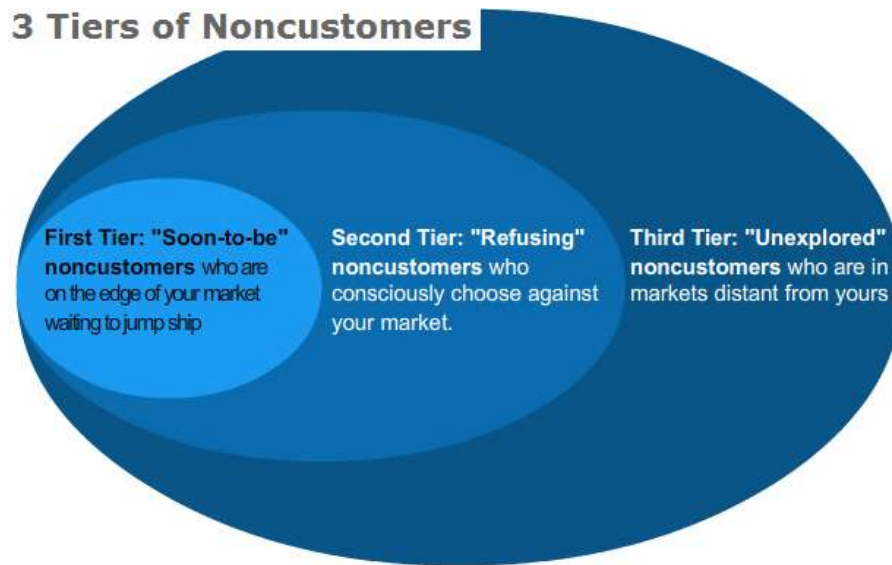 3 Tiers of Noncustomers
First Tier: "Soon-to-be"
noncustomers who are
on the edge of your market
waiting to jump ship
Second Tier: "Refusing"
noncustomers who
consciously choose against
your market.
Third Tier: "Unexplored"
noncustomers who are in
markets distant from yours